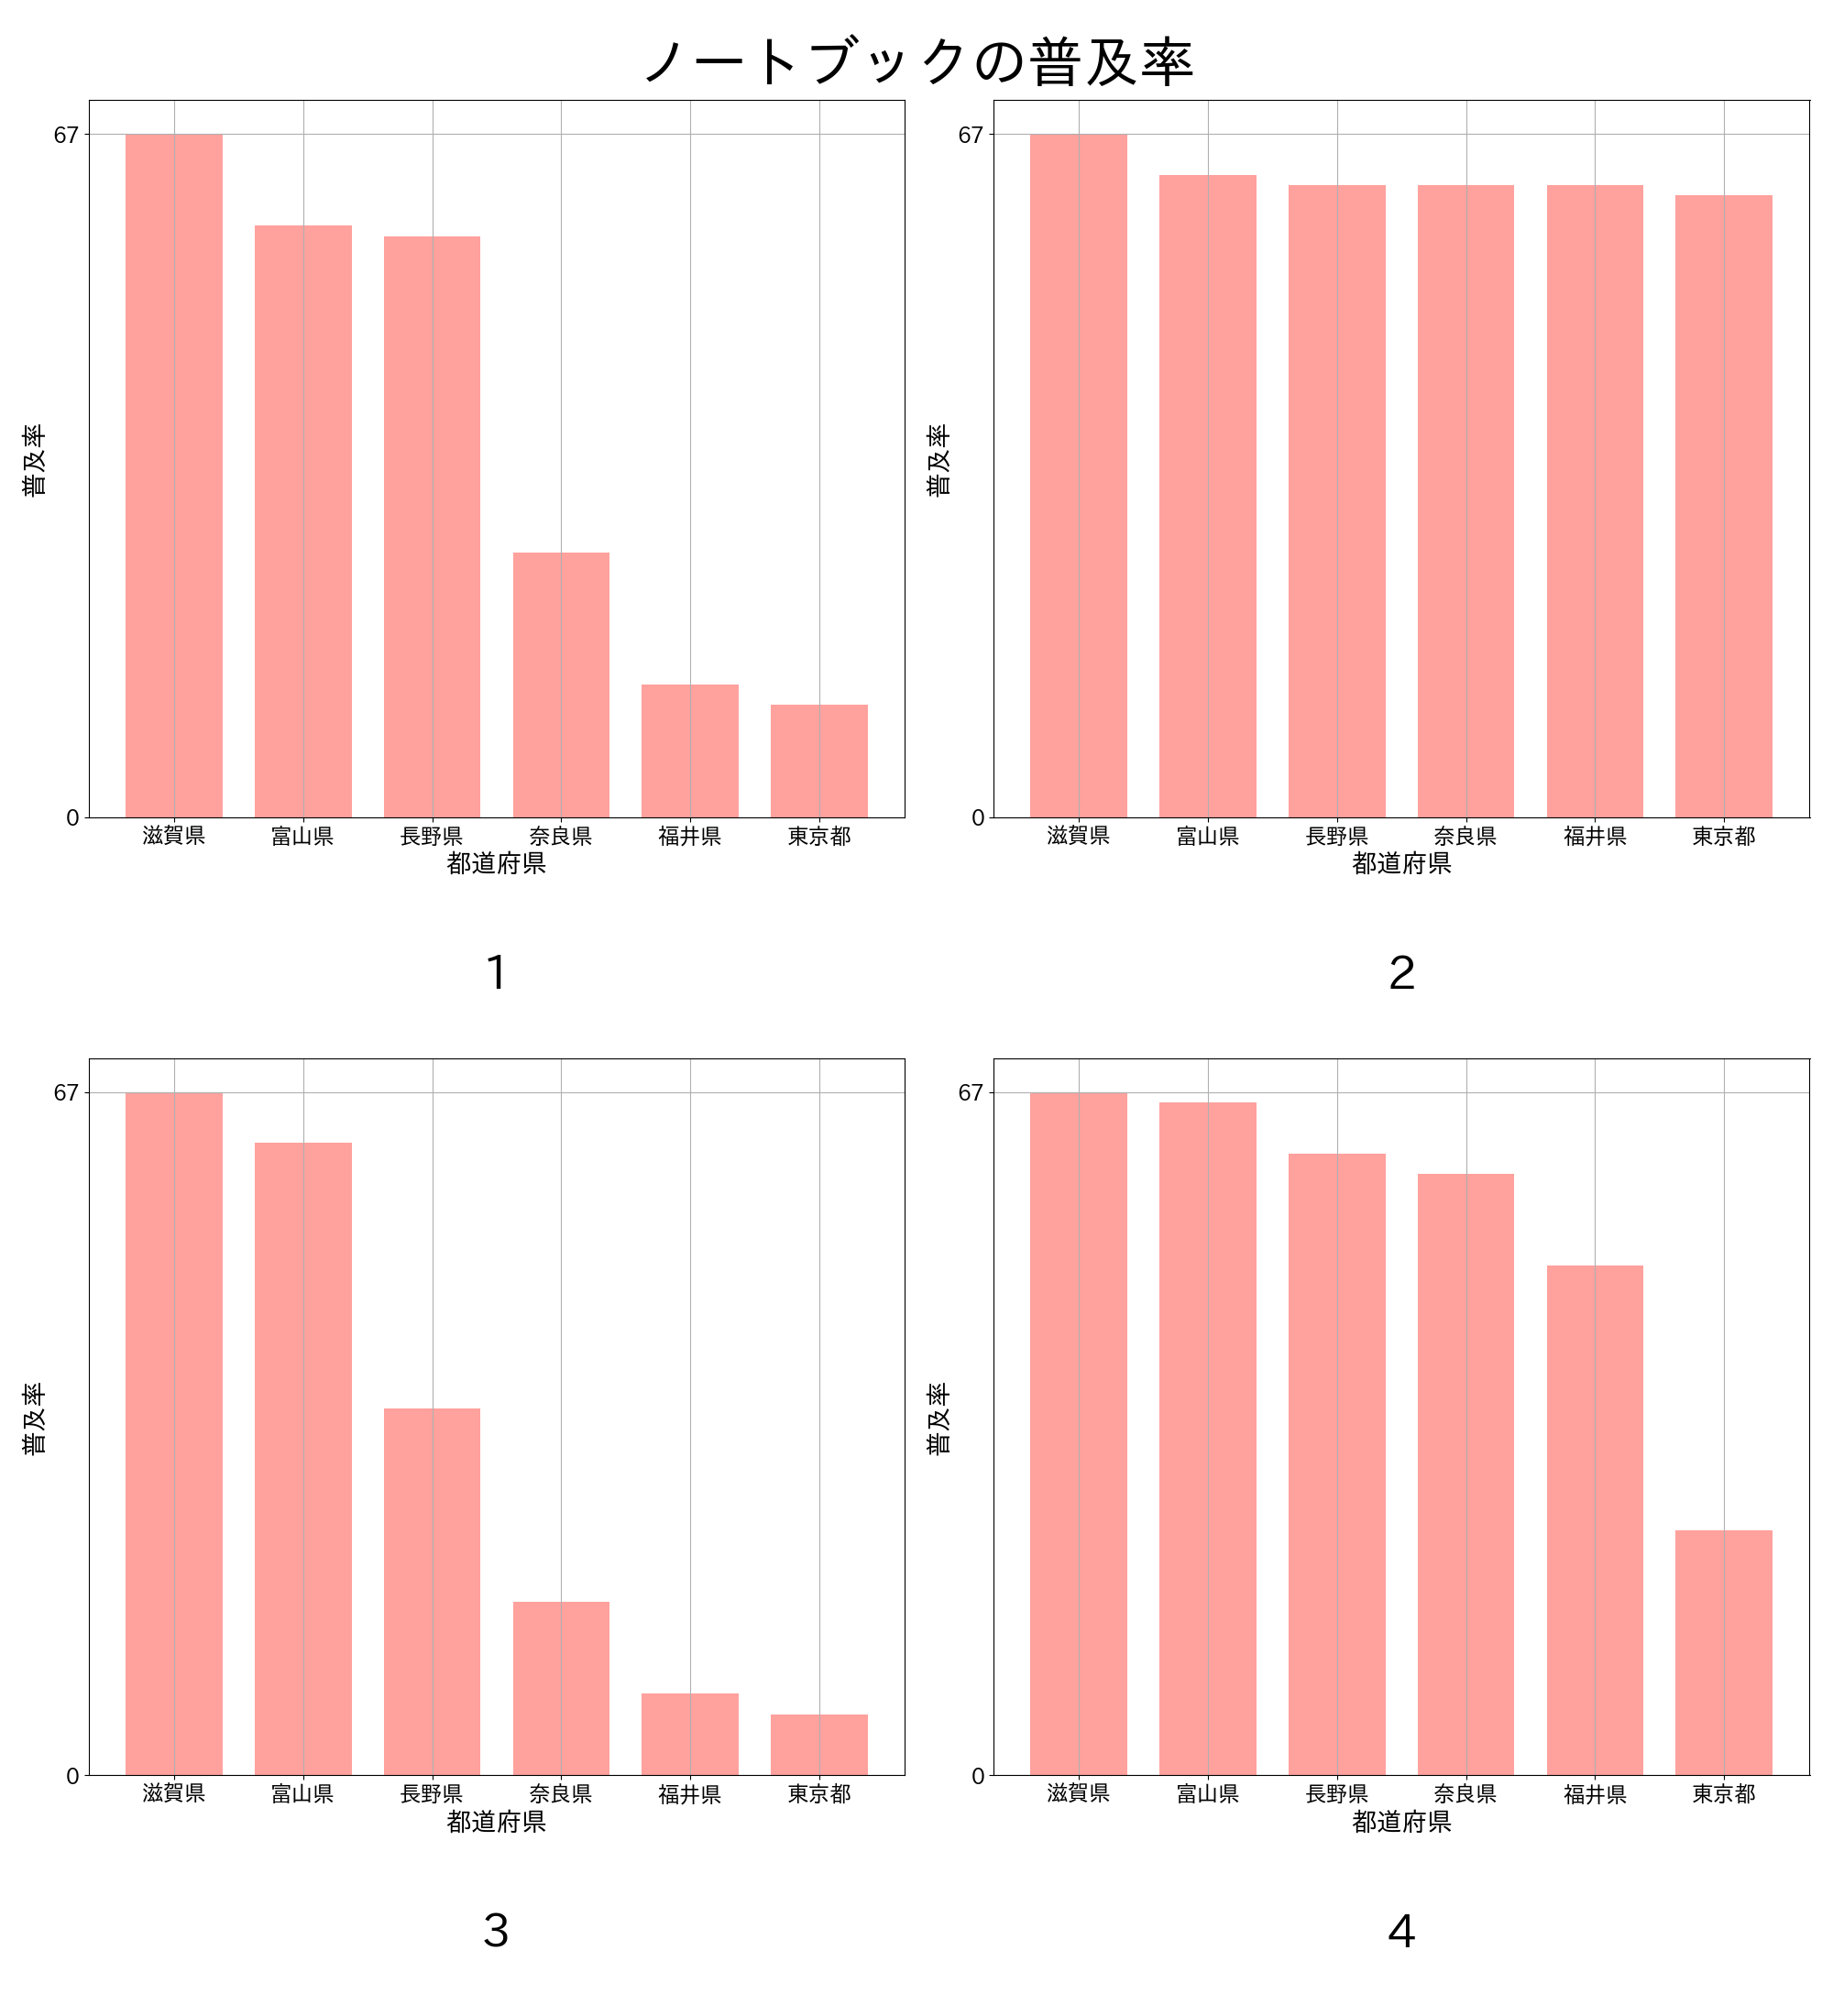 ノートブックの普及率
67
0
普及率
滋賀県 富山県 長野県 奈良県 福井県 東京都
都道府県
1
67
0
普及率
滋賀県 富山県 長野県 奈良県 福井県 東京都
都道府県
2
67
0
普及率
滋賀県 富山県 長野県 奈良県 福井県 東京都
都道府県
3
67
0
普及率
滋賀県 富山県 長野県 奈良県 福井県 東京都
都道府県
4